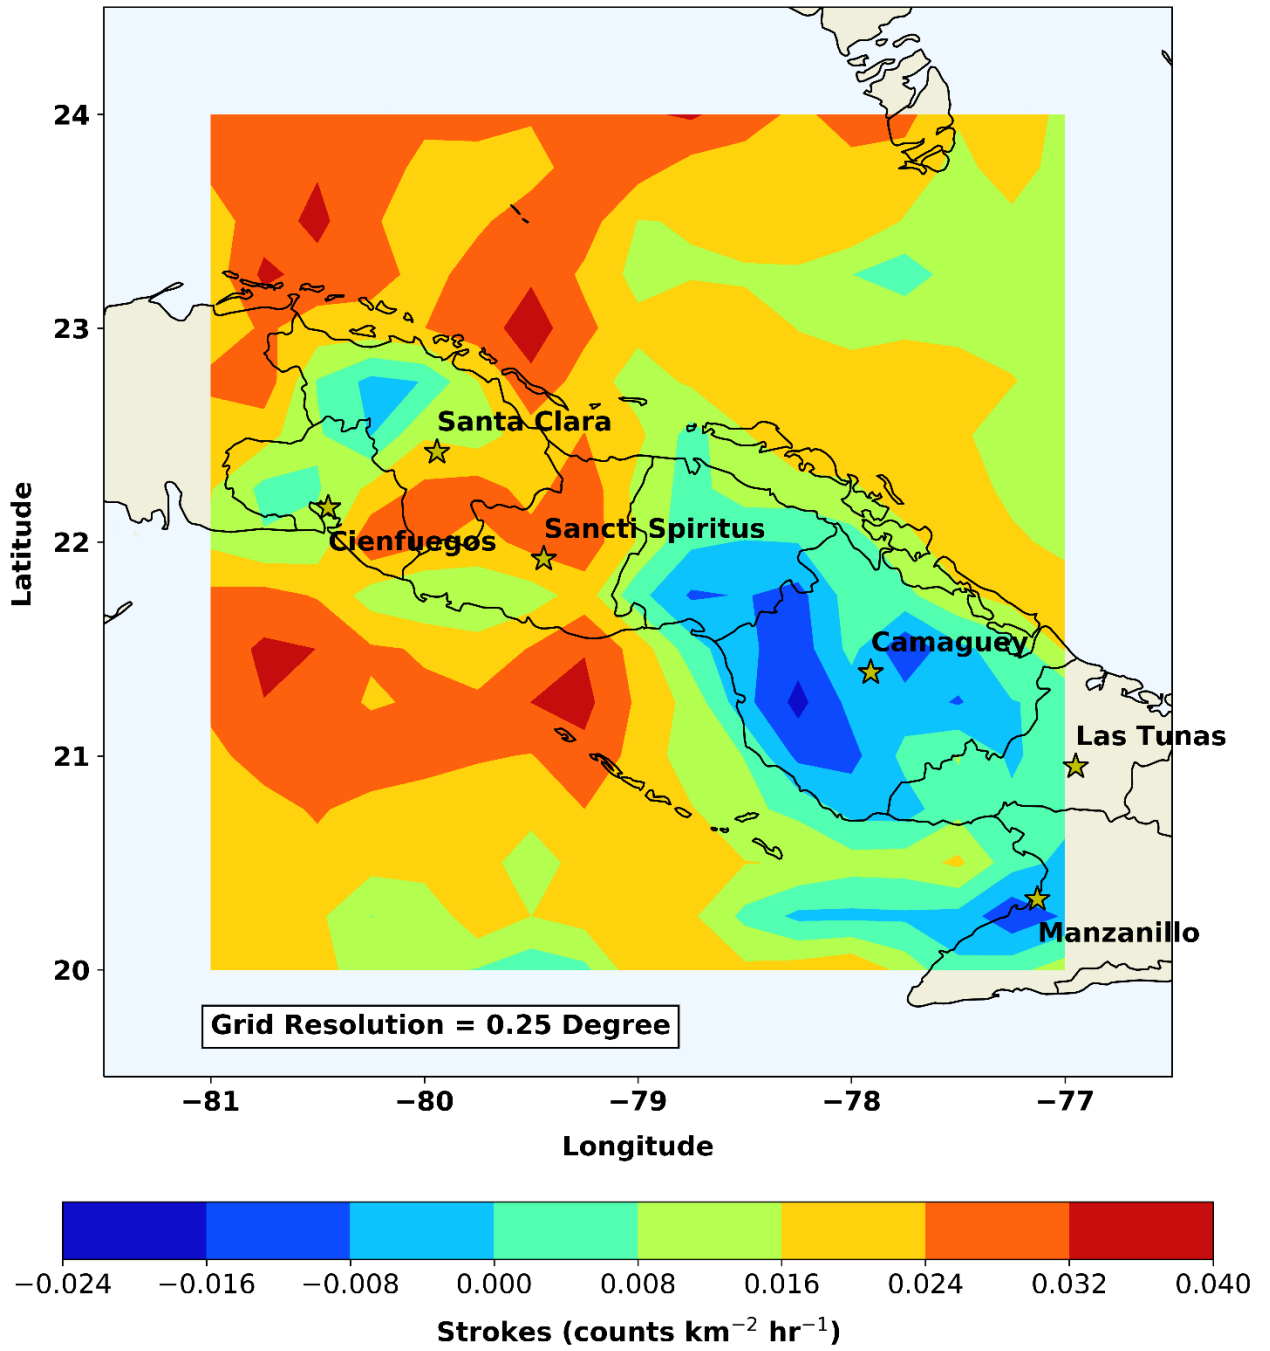 24
23
Santa Clara
Sancti Spiritus
22
Cienfuegos
Camaguey
Las Tunas
21
Manzanillo
20
Latitude
Grid Resolution = 0.25 Degree
−81 −80 −79 −78 −77
Longitude
−0.024 −0.016 −0.008 0.000 0.008 0.016 0.024 0.032 0.040
Strokes (counts km⁻² hr⁻¹)